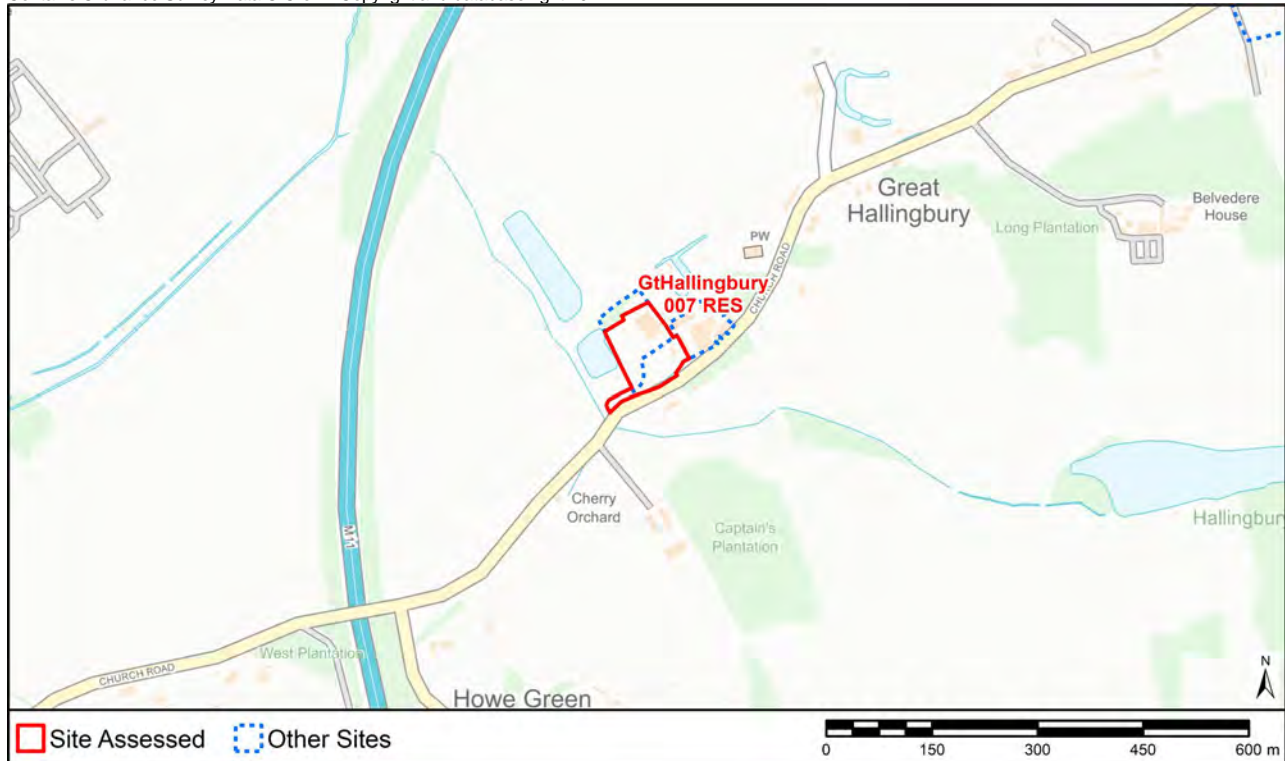 Great
Hallingbury
Belvedere
House
Long Plantation
PW
CHURCH ROAD
GtHallingbury
007 RES
M11
Cherry
Orchard
Captain's
Plantation
Hallingbur
West Plantation
CHURCH ROAD
Howe Green
N
Site Assessed
Other Sites
0 150 300 450 600 m